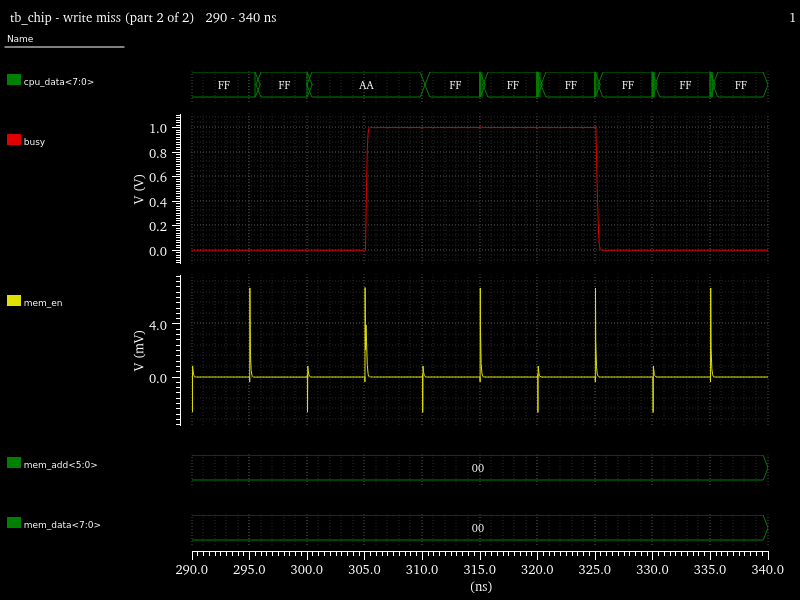 tb_chip - write miss (part 2 of 2) 290 - 340 ns 1
Name
cpu_data<7:0> FF FF AA FF FF FF FF FF FF
busy
V (V)
1.0
0.8
0.6
0.4
0.2
0.0
mem_en
V (mV)
4.0
0.0
mem_add<5:0> 00
mem_data<7:0> 00
290.0 295.0 300.0 305.0 310.0 315.0 320.0 325.0 330.0 335.0 340.0
(ns)